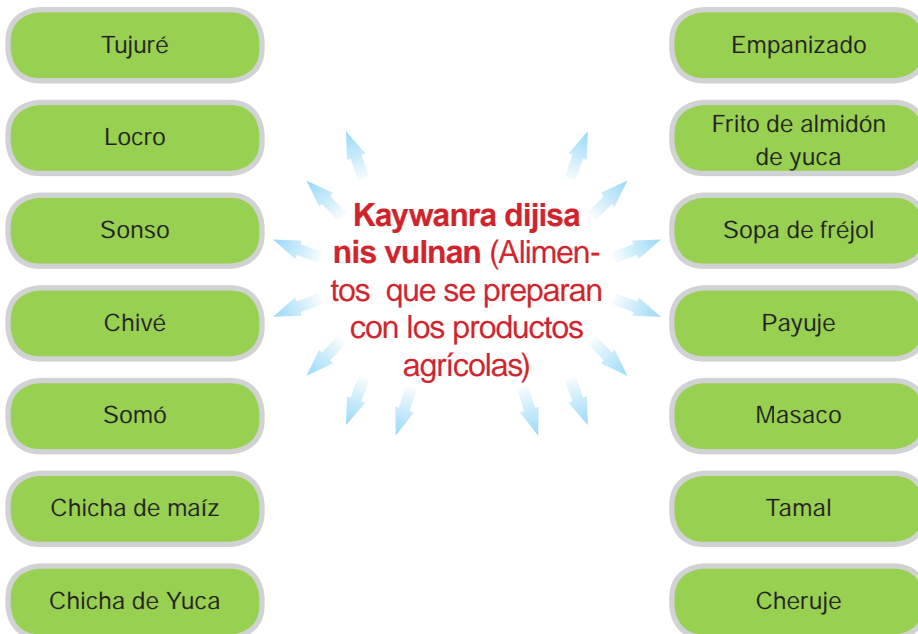 Tujuré
Locro
Sonso
Chivé
Somó
Chicha de maíz
Chicha de Yuca
Kaywanra dijisa
nis vulnan (Alimen-
tos que se preparan
con los productos
agrícolas)
Empanizado
Frito de almidón
de yuca
Sopa de fréjol
Payuje
Masaco
Tamal
Cheruje